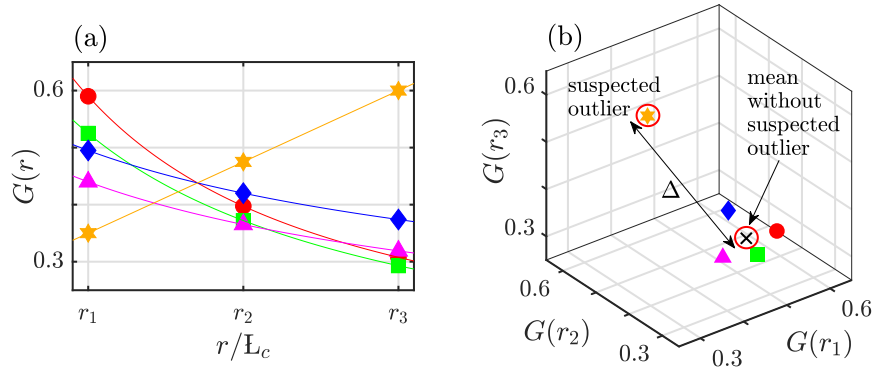 (a)
0.6
0.3
G(r)
r₁
r₂
r₃
r/Ł_c
(b)
0.6
0.3
G(r₃)
suspected
outlier
mean
without
suspected
outlier
Δ
0.6
G(r₂)
0.3
0.3
G(r₁)
0.6